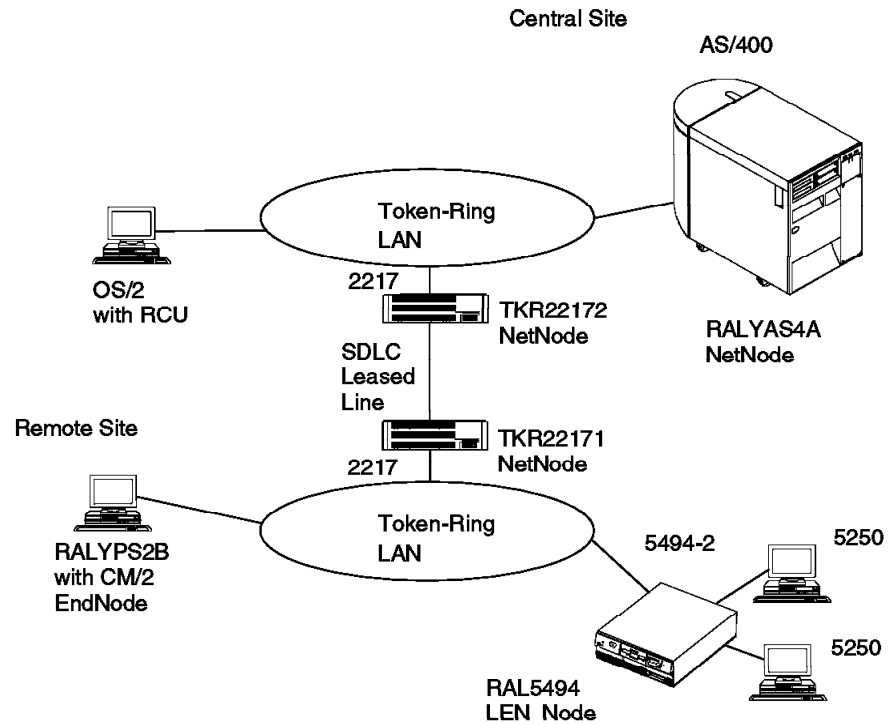 Central Site
AS/400
Token-Ring
LAN
OS/2
with RCU
2217
TKR22172
NetNode
RALYAS4A
NetNode
SDLC
Leased
Line
Remote Site
TKR22171
NetNode
2217
RALYPS2B
with CM/2
EndNode
Token-Ring
LAN
5494-2
5250
5250
RAL5494
LEN Node